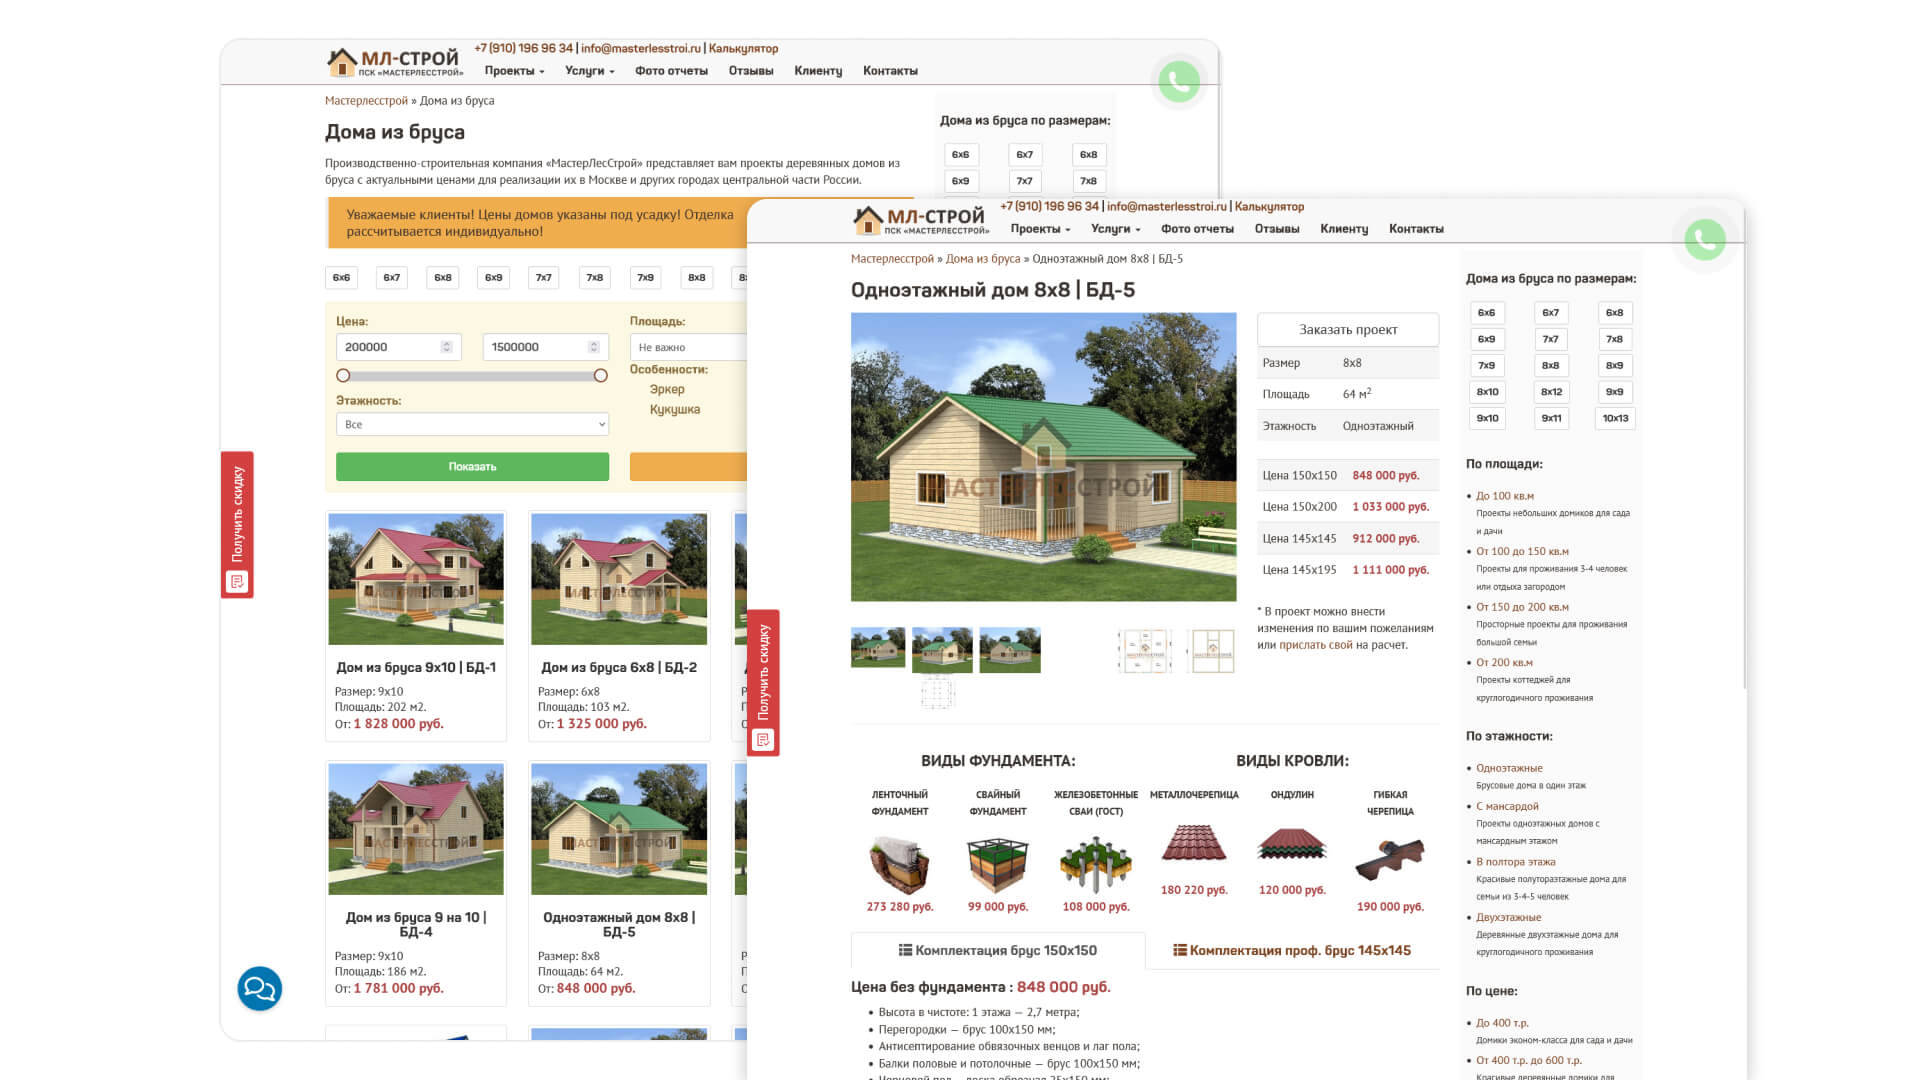 МЛ-СТРОЙ
ПСК «МАСТЕРЛЕССТРОЙ»
+7 (910) 196 96 34 | info@masterlesstroi.ru | Калькулятор
Проекты Услуги Фото отчеты Отзывы Клиенту Контакты
Мастерлесстрой » Дома из бруса
Дома из бруса
Производственно-строительная компания «МастерЛесСтрой» представляет вам проекты деревянных домов из
бруса с актуальными ценами для реализации их в Москве и других городах центральной части России.
Уважаемые клиенты! Цены домов указаны под усадку! Отделка
рассчитывается индивидуально!
6x6 6x7 6x8 6x9 7x7 7x8 7x9 8x8
Цена:
200000 1500000
Этажность:
Все
Показать
Площадь:
Не важно
Особенности:
Эркер
Кукушка
Дома из бруса по размерам:
6x6 6x7 6x8
6x9 7x7 7x8
Получить скидку
МАСТЕРЛЕССТРОЙ
Дом из бруса 9x10 | БД-1
Размер: 9x10
Площадь: 202 м2.
От: 1 828 000 руб.
МАСТЕРЛЕССТРОЙ
Дом из бруса 6x8 | БД-2
Размер: 6x8
Площадь: 103 м2.
От: 1 325 000 руб.
МАСТЕРЛЕССТРОЙ
Дом из бруса 9 на 10 |
БД-4
Размер: 9x10
Площадь: 186 м2.
От: 1 781 000 руб.
МАСТЕРЛЕССТРОЙ
Одноэтажный дом 8x8 |
БД-5
Размер: 8x8
Площадь: 64 м2.
От: 848 000 руб.
МЛ-СТРОЙ
ПСК «МАСТЕРЛЕССТРОЙ»
+7 (910) 196 96 34 | info@masterlesstroi.ru | Калькулятор
Проекты Услуги Фото отчеты Отзывы Клиенту Контакты
Мастерлесстрой » Дома из бруса » Одноэтажный дом 8x8 | БД-5
Одноэтажный дом 8x8 | БД-5
МАСТЕРЛЕССТРОЙ
Получить скидку
Заказать проект
Размер 8x8
Площадь 64 м2
Этажность Одноэтажный
Цена 150x150 848 000 руб.
Цена 150x200 1 033 000 руб.
Цена 145x145 912 000 руб.
Цена 145x195 1 111 000 руб.
* В проект можно внести
изменения по вашим пожеланиям
или прислать свой на расчет.
ВИДЫ ФУНДАМЕНТА:
ЛЕНТОЧНЫЙ
ФУНДАМЕНТ
273 280 руб.
СВАЙНЫЙ
ФУНДАМЕНТ
99 000 руб.
ЖЕЛЕЗОБЕТОННЫЕ
СВАИ (ГОСТ)
108 000 руб.
ВИДЫ КРОВЛИ:
МЕТАЛЛОЧЕРЕПИЦА
180 220 руб.
ОНДУЛИН
120 000 руб.
ГИБКАЯ
ЧЕРЕПИЦА
190 000 руб.
Комплектация брус 150x150
Комплектация проф. брус 145x145
Цена без фундамента : 848 000 руб.
Высота в чистоте: 1 этажа — 2,7 метра;
Перегородки — брус 100x150 мм;
Антисептирование обвязочных венцов и лаг пола;
Балки половые и потолочные — брус 100x150 мм;
Черновой пол — доска обрезная 25x150 мм;
Дома из бруса по размерам:
6x6 6x7 6x8
6x9 7x7 7x8
7x9 8x8 8x9
8x10 8x12 9x9
9x10 9x11 10x13
По площади:
До 100 кв.м
Проекты небольших домиков для сада
и дачи
От 100 до 150 кв.м
Проекты для проживания 3-4 человек
или отдыха загородом
От 150 до 200 кв.м
Просторные проекты для проживания
большой семьи
От 200 кв.м
Проекты коттеджей для
круглогодичного проживания
По этажности:
Одноэтажные
Брусовые дома в один этаж
С мансардой
Проекты одноэтажных домов с
мансардным этажом
В полтора этажа
Красивые полутораэтажные дома для
семьи из 3-4-5 человек
Двухэтажные
Деревянные двухэтажные дома для
круглогодичного проживания
По цене:
До 400 т.р.
Домики эконом-класса для сада и дачи
От 400 т.р. до 600 т.р.
Красивые деревянные домики для